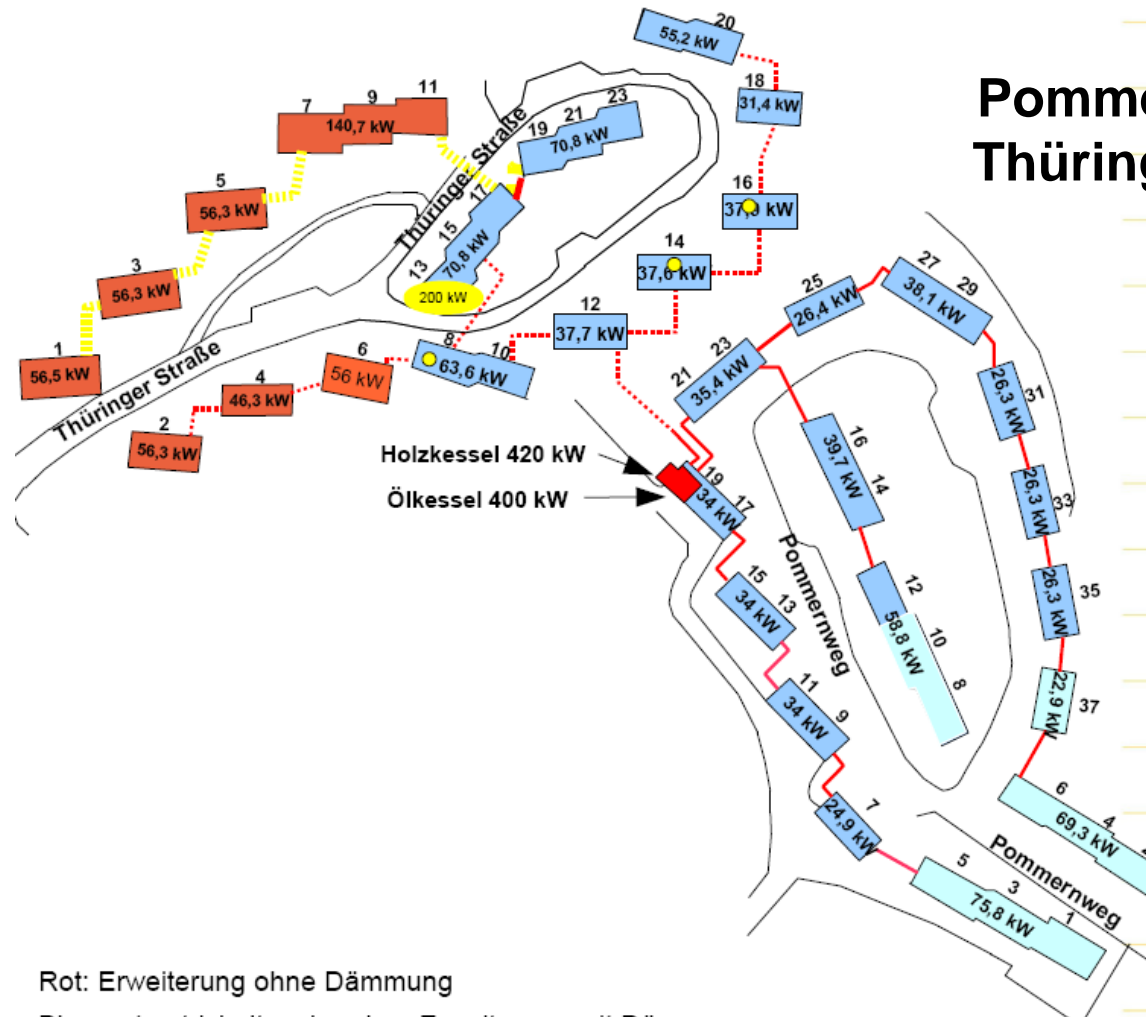 Pomme
Thüring
20
55,2 kW
18
31,4 kW
11
9
7
140,7 kW
23
21
19
70,8 kW
Thüringer Straße
5
56,3 kW
16
17
15
13
70,8 kW
200 kW
14
37,6 kW
3
56,3 kW
27
29
38,1 kW
25
26,4 kW
12
37,7 kW
1
56,5 kW
Thüringer Straße
6
56 kW
8
10
63,6 kW
4
46,3 kW
2
56,3 kW
23
21
35,4 kW
31
26,3 kW
16
14
39,7 kW
Holzkessel 420 kW
Ölkessel 400 kW
19
17
34 kW
33
26,3 kW
Pommernweg
15
13
34 kW
12
10
8
58,8 kW
35
26,3 kW
11
9
34 kW
37
22,9 kW
7
24,9 kW
6
4
69,3 kW
Pommernweg
5
3
1
75,8 kW
Rot: Erweiterung ohne Dämmung